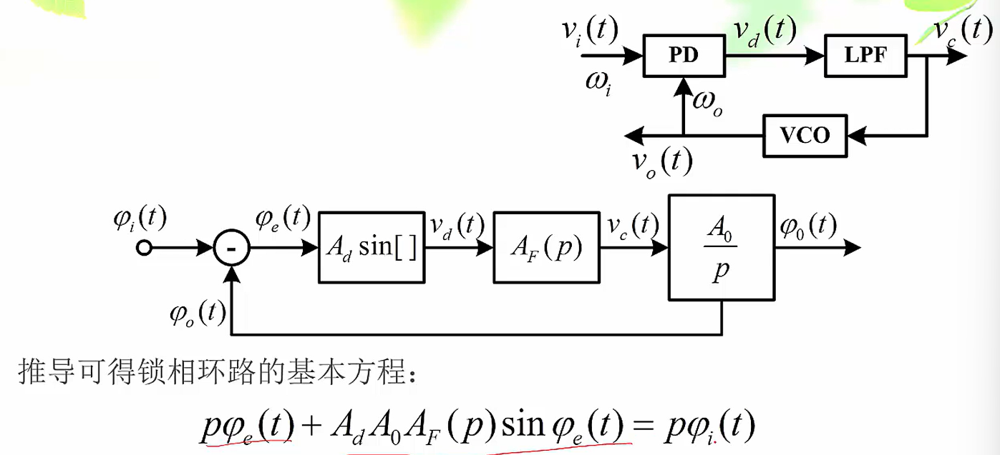 v_i(t) PD v_d(t) LPF v_c(t)
ω_i ω_o
VCO
v_o(t)
φ_i(t) - φ_e(t) A_d sin[ ] v_d(t) A_F(p) v_c(t) A_0/p φ_0(t)
φ_o(t)
推导可得锁相环路的基本方程：
pφ_e(t) + A_d A_0 A_F(p) sin φ_e(t) = pφ_i(t)